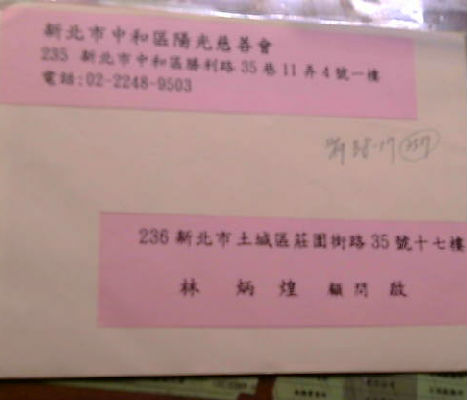 新北市中和區陽光慈善會
235 新北市中和區勝利路35巷11弄4號一樓
電話:02-2248-9503
236新北市土城區莊園街路35號十七樓
林炳煌 顧問 啟